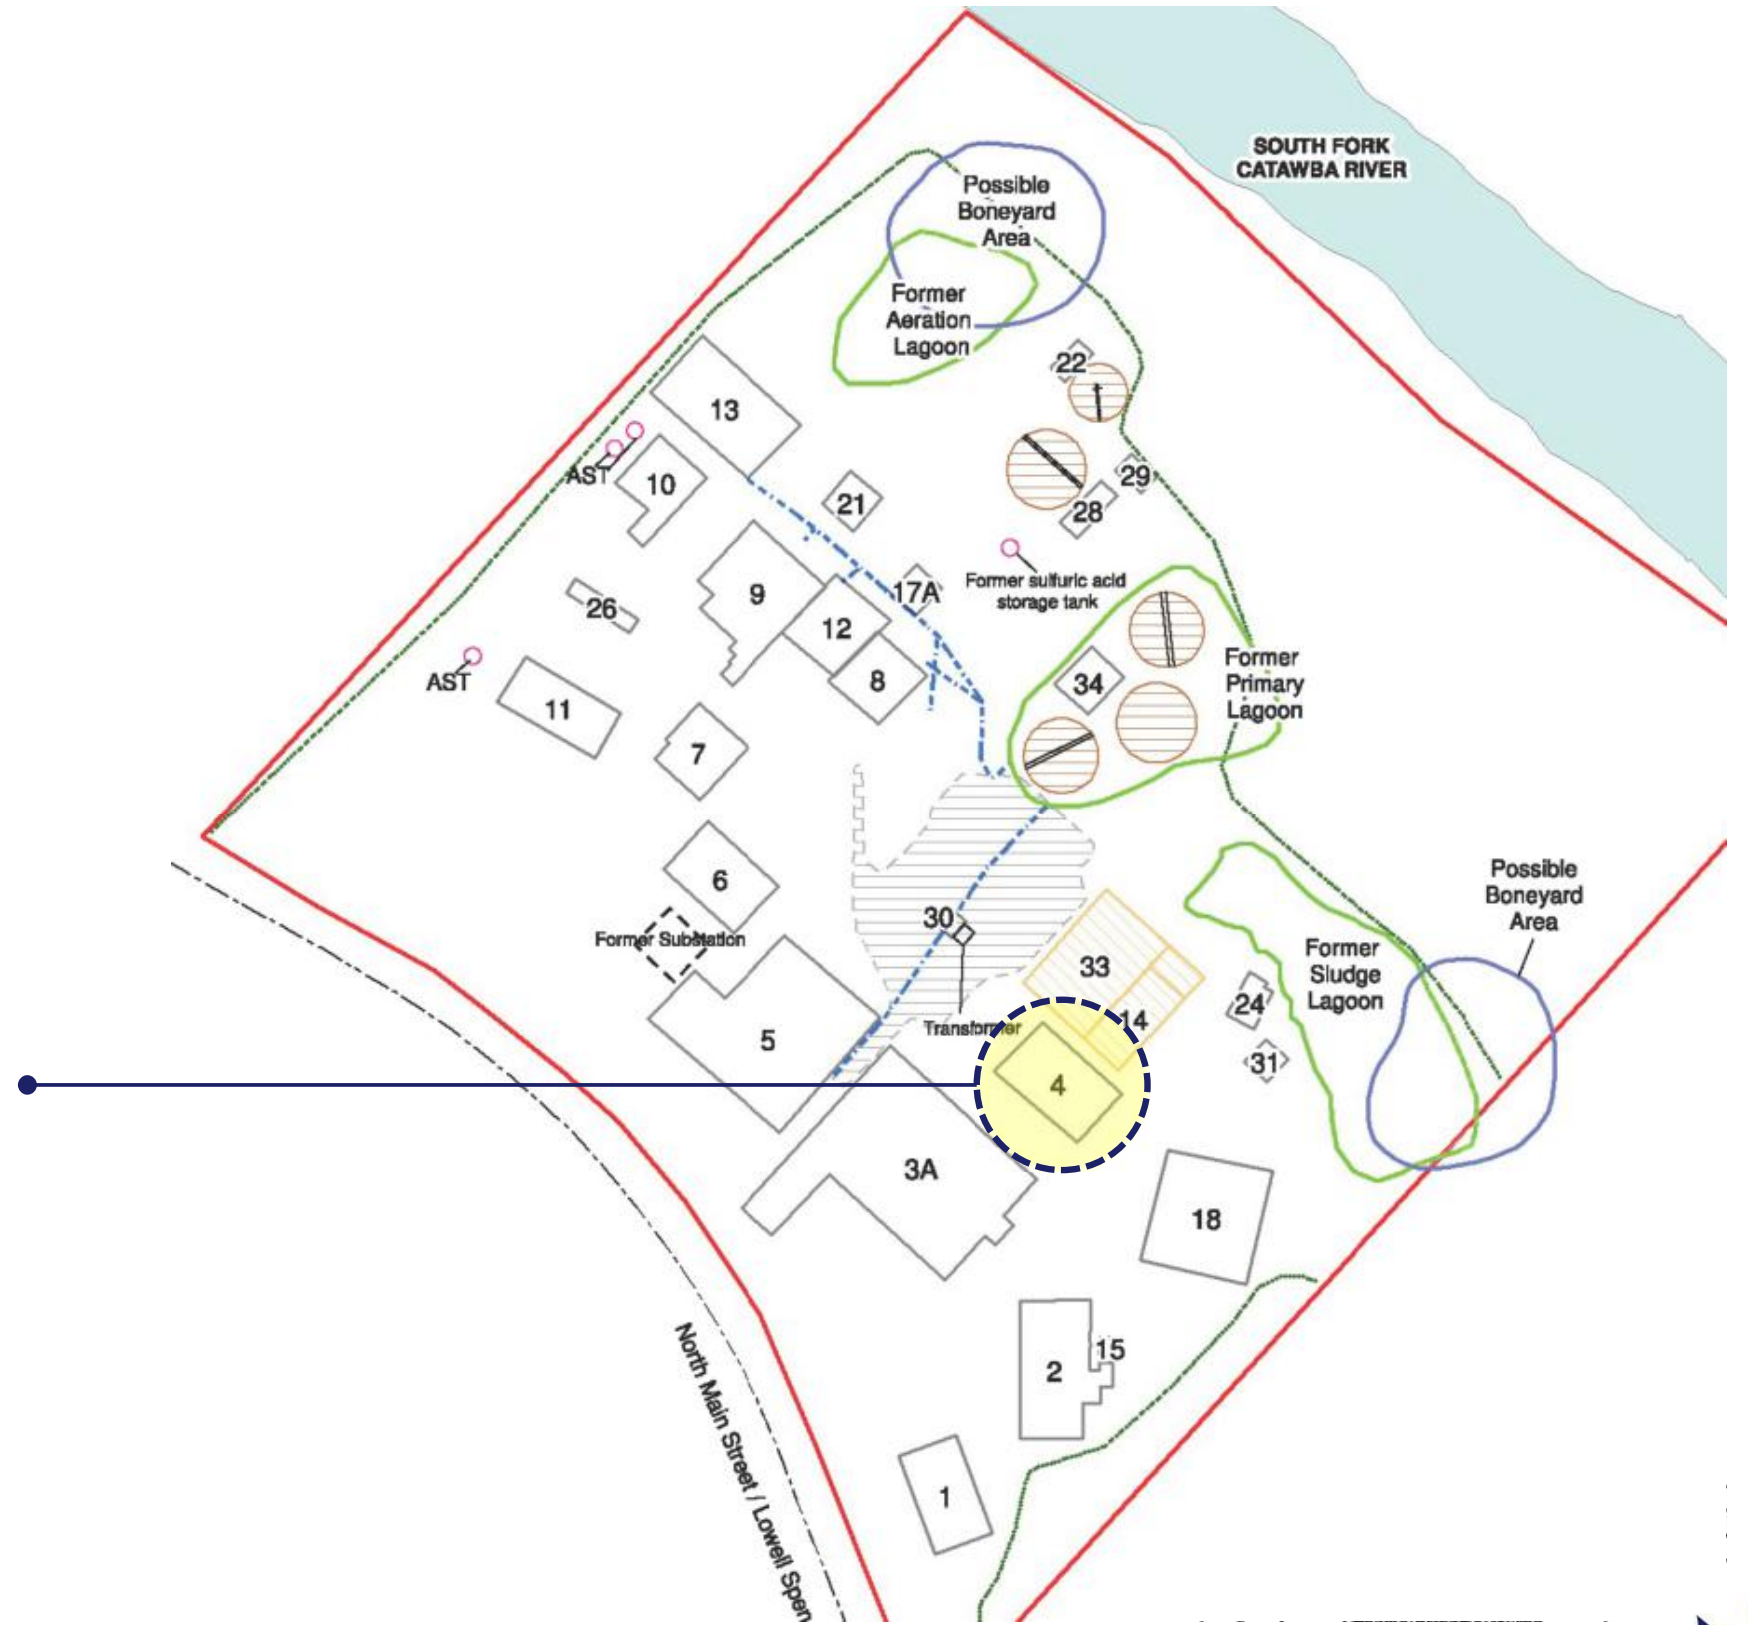 SOUTH FORK
CATAWBA RIVER
Possible
Boneyard
Area
Former
Aeration
Lagoon
22
13
AST
10
21
29
28
Former sulfuric acid
storage tank
17A
9
26
12
AST
11
8
34
Former
Primary
Lagoon
7
6
Former Substation
30
33
Possible
Boneyard
Area
Former
Sludge
Lagoon
24
14
Transformer
5
31
4
3A
18
15
2
1
North Main Street / Lowell Spen